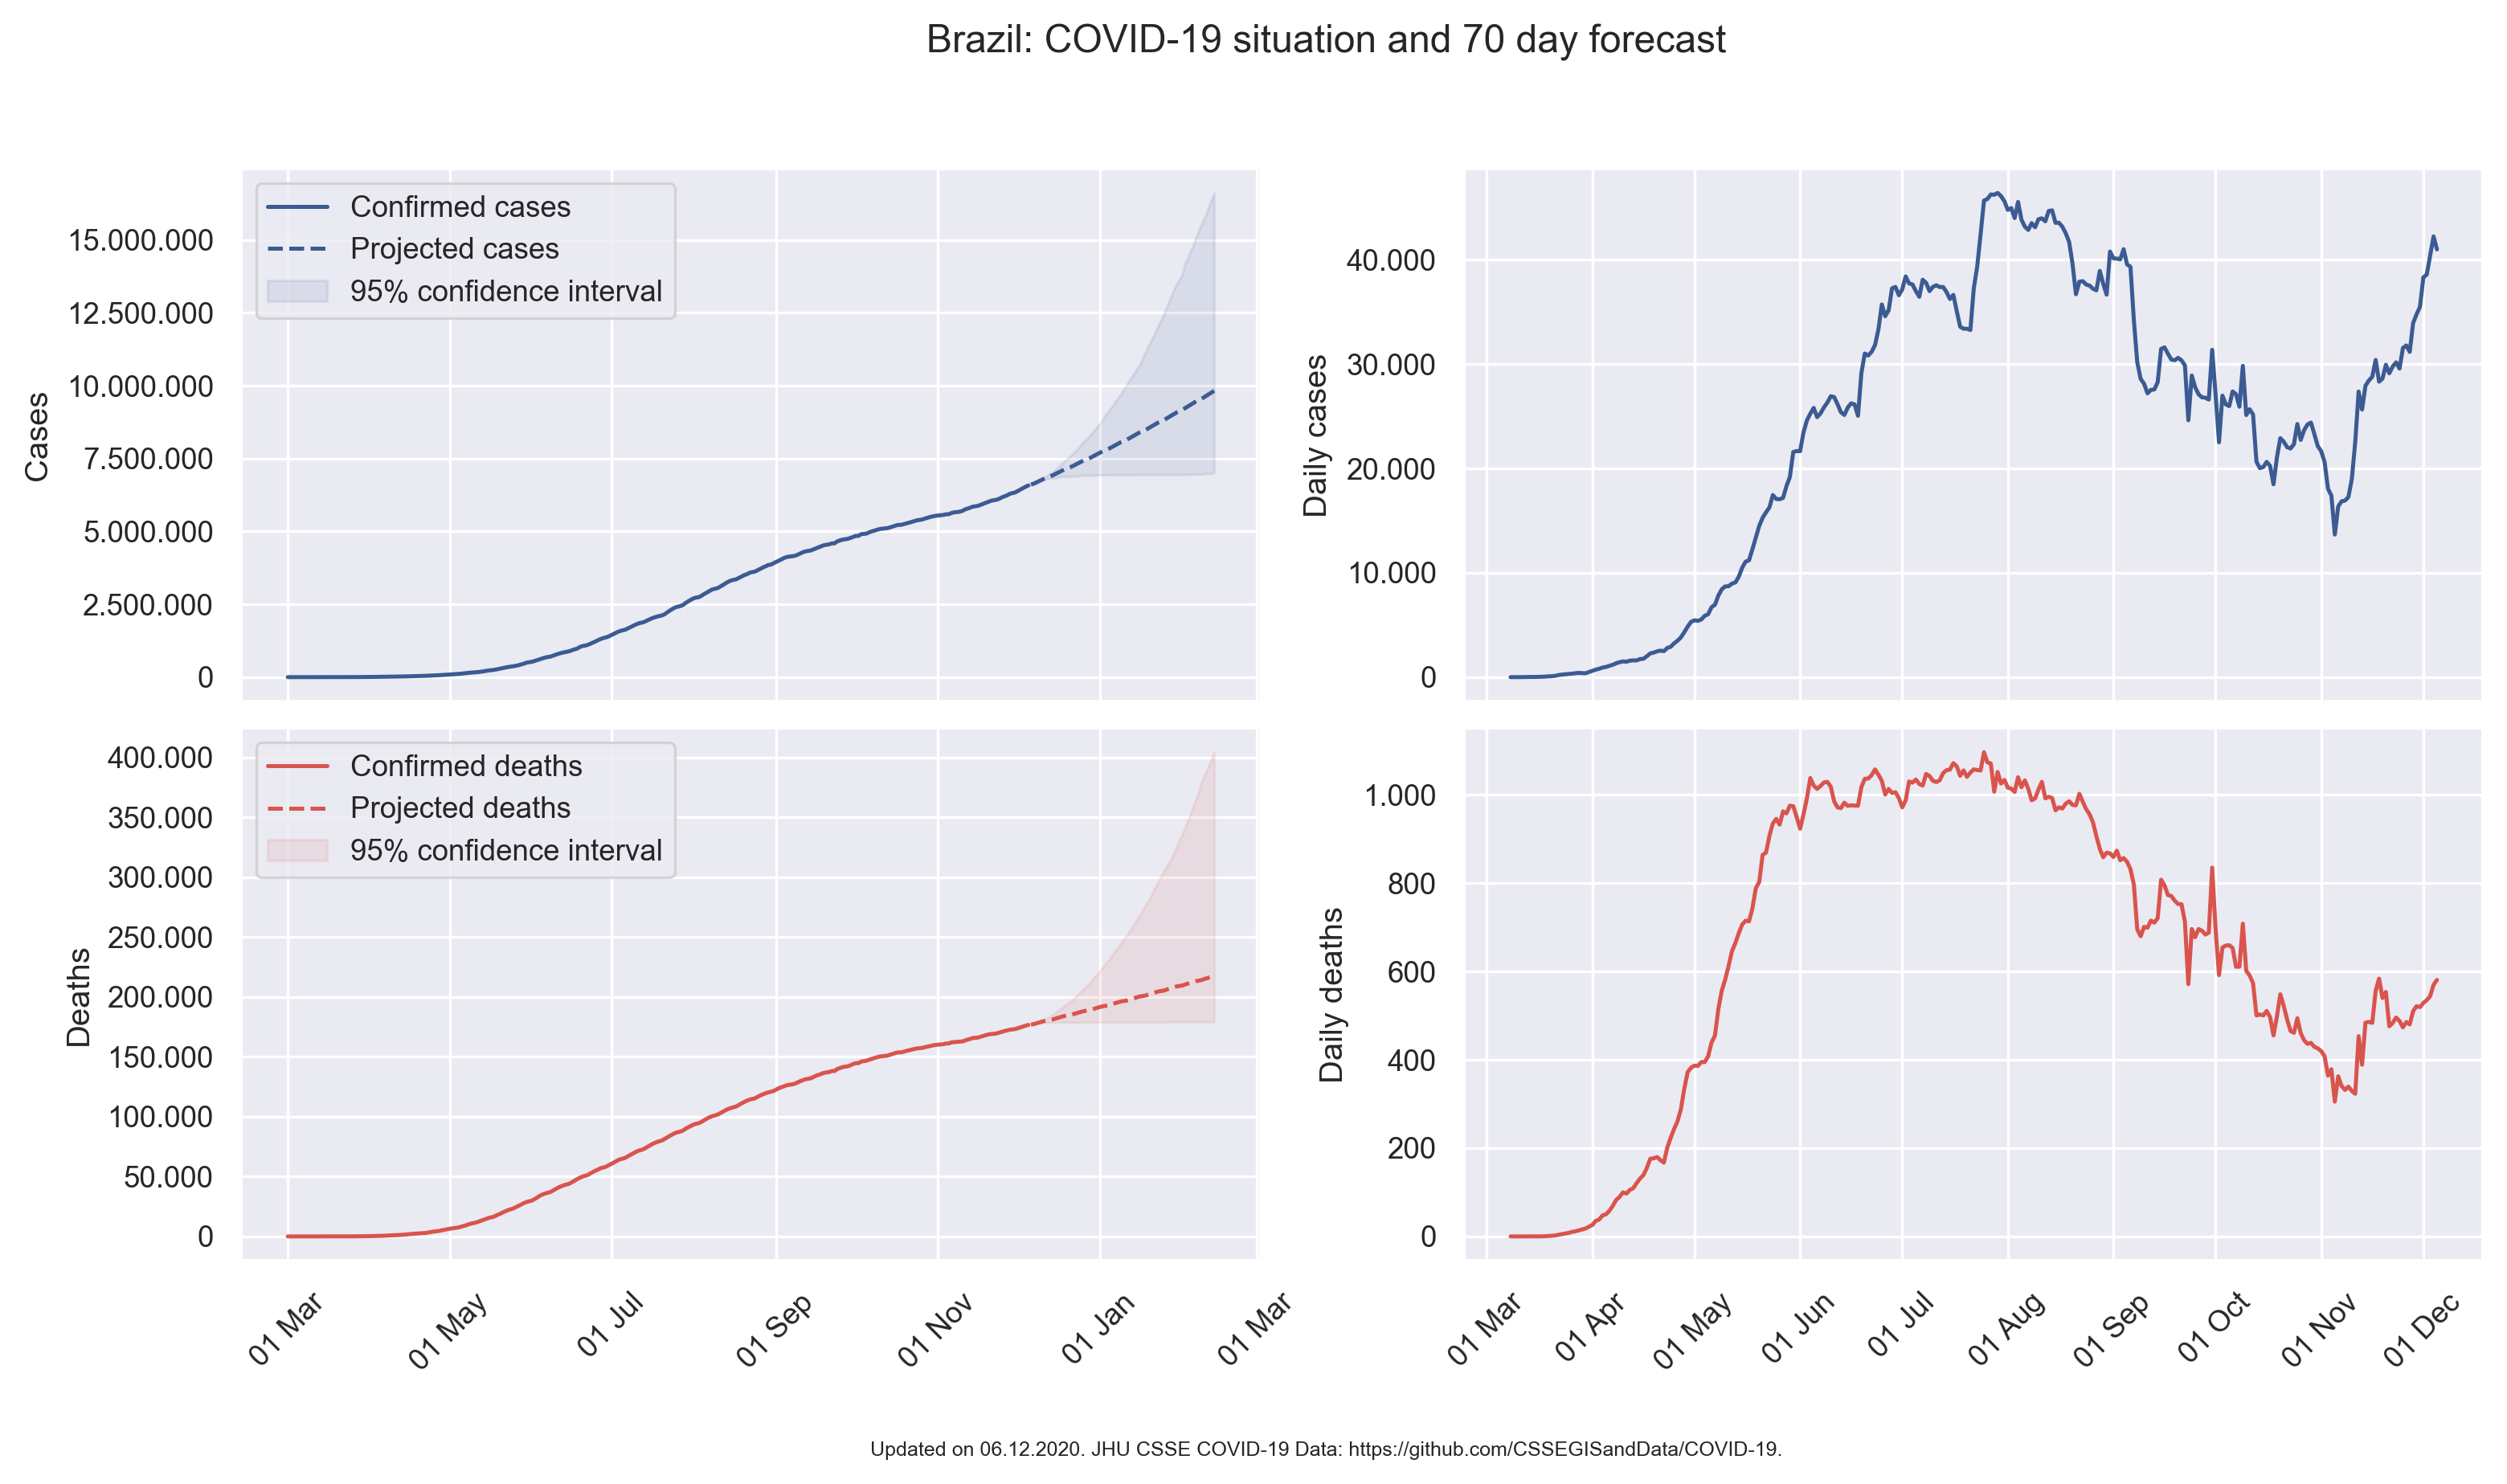 Brazil: COVID-19 situation and 70 day forecast
Cases
15.000.000
12.500.000
10.000.000
7.500.000
5.000.000
2.500.000
0
Confirmed cases
Projected cases
95% confidence interval
Daily cases
40.000
30.000
20.000
10.000
0
Deaths
400.000
350.000
300.000
250.000
200.000
150.000
100.000
50.000
0
Confirmed deaths
Projected deaths
95% confidence interval
01 Mar
01 May
01 Jul
01 Sep
01 Nov
01 Jan
01 Mar
Daily deaths
1.000
800
600
400
200
0
01 Mar
01 Apr
01 May
01 Jun
01 Jul
01 Aug
01 Sep
01 Oct
01 Nov
01 Dec
Updated on 06.12.2020. JHU CSSE COVID-19 Data: https://github.com/CSSEGISandData/COVID-19.